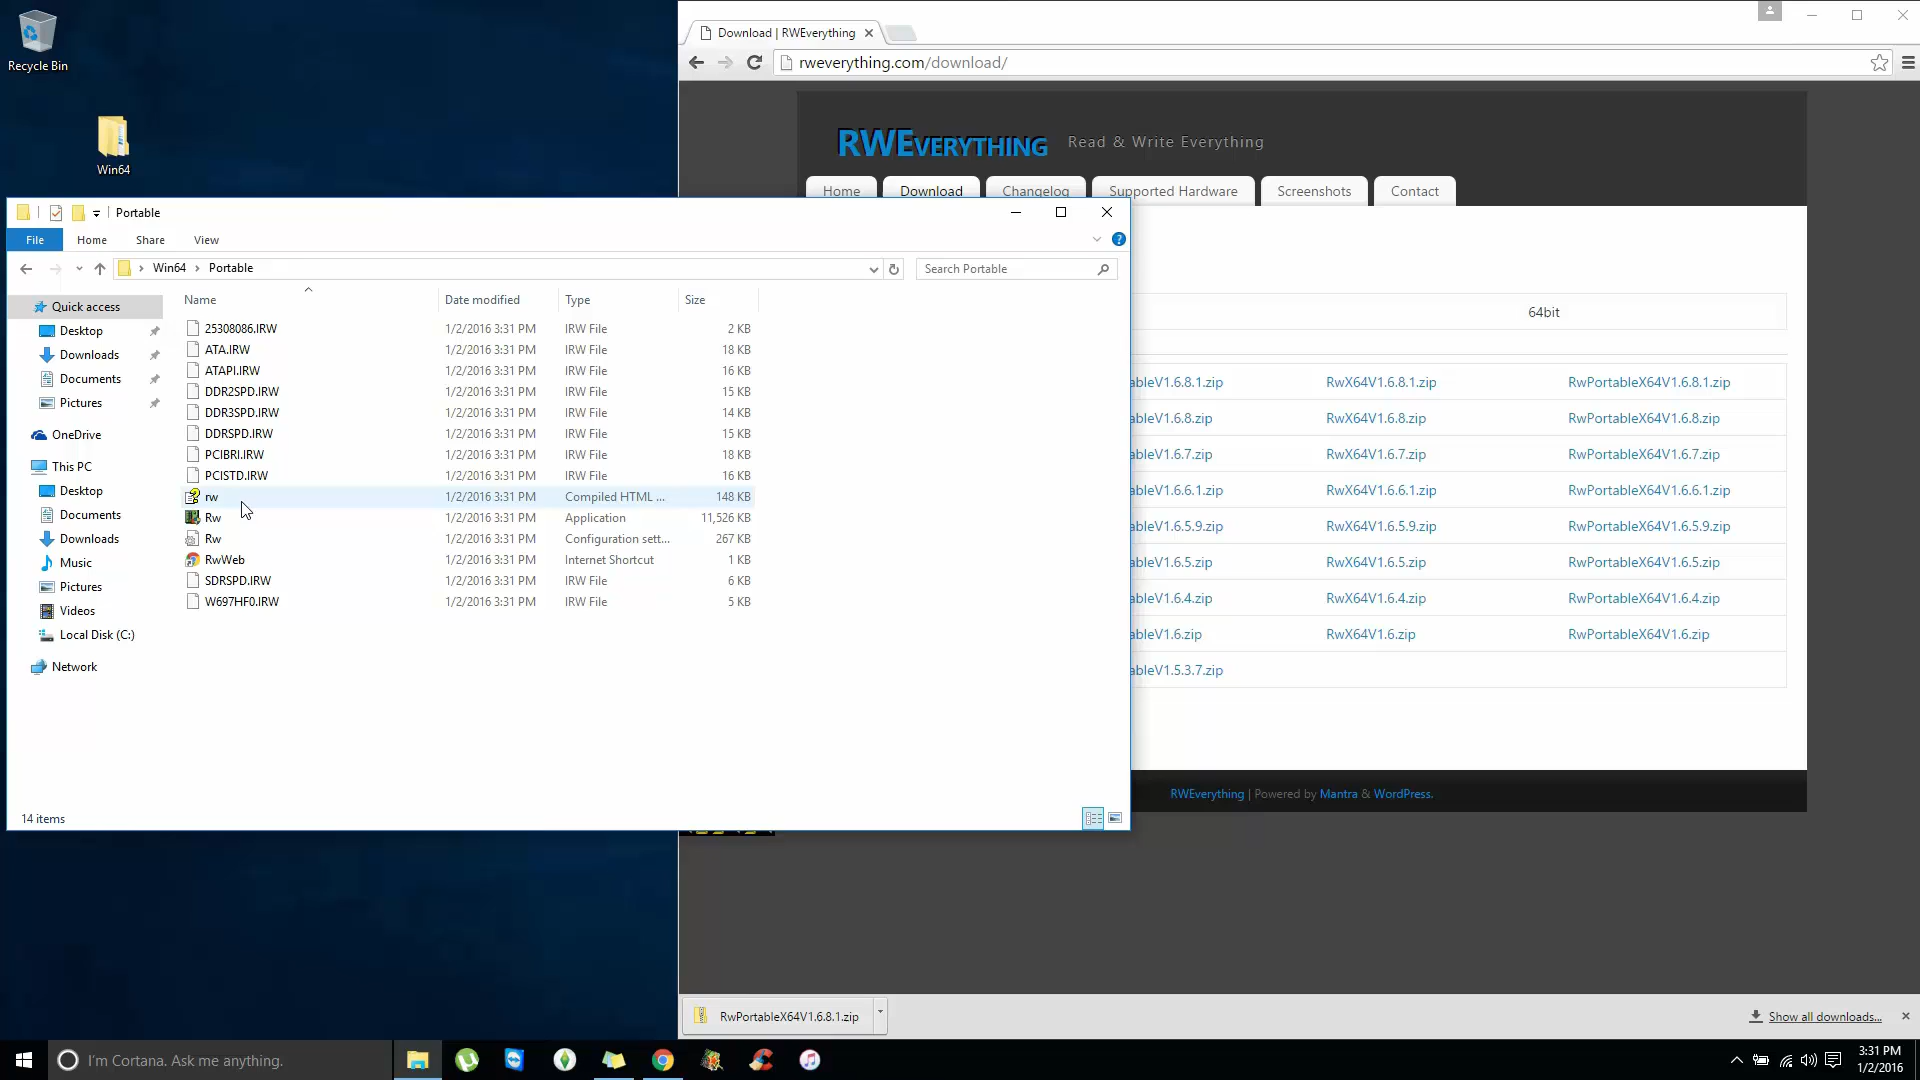 Recycle Bin
Win64
Download | RWEverything
rweverything.com/download/
RWEVERYTHING Read & Write Everything
Home Download Changelog Supported Hardware Screenshots Contact
Portable
File Home Share View
Win64 Portable
Search Portable
Name Date modified Type Size
Quick access
Desktop
Downloads
Documents
Pictures
OneDrive
This PC
Desktop
Documents
Downloads
Music
Pictures
Videos
Local Disk (C:)
Network
25308086.IRW 1/2/2016 3:31 PM IRW File 2 KB
ATA.IRW 1/2/2016 3:31 PM IRW File 18 KB
ATAPI.IRW 1/2/2016 3:31 PM IRW File 16 KB
DDR2SPD.IRW 1/2/2016 3:31 PM IRW File 15 KB
DDR3SPD.IRW 1/2/2016 3:31 PM IRW File 14 KB
DDRSPD.IRW 1/2/2016 3:31 PM IRW File 15 KB
PCIBRI.IRW 1/2/2016 3:31 PM IRW File 18 KB
PCISTD.IRW 1/2/2016 3:31 PM IRW File 16 KB
rw 1/2/2016 3:31 PM Compiled HTML ... 148 KB
Rw 1/2/2016 3:31 PM Application 11,526 KB
Rw 1/2/2016 3:31 PM Configuration sett... 267 KB
RwWeb 1/2/2016 3:31 PM Internet Shortcut 1 KB
SDRSPD.IRW 1/2/2016 3:31 PM IRW File 6 KB
W697HF0.IRW 1/2/2016 3:31 PM IRW File 5 KB
14 items
64bit
ableV1.6.8.1.zip RwX64V1.6.8.1.zip RwPortableX64V1.6.8.1.zip
ableV1.6.8.zip RwX64V1.6.8.zip RwPortableX64V1.6.8.zip
ableV1.6.7.zip RwX64V1.6.7.zip RwPortableX64V1.6.7.zip
ableV1.6.6.1.zip RwX64V1.6.6.1.zip RwPortableX64V1.6.6.1.zip
ableV1.6.5.9.zip RwX64V1.6.5.9.zip RwPortableX64V1.6.5.9.zip
ableV1.6.5.zip RwX64V1.6.5.zip RwPortableX64V1.6.5.zip
ableV1.6.4.zip RwX64V1.6.4.zip RwPortableX64V1.6.4.zip
ableV1.6.zip RwX64V1.6.zip RwPortableX64V1.6.zip
ableV1.5.3.7.zip
RWEverything | Powered by Mantra & WordPress.
RwPortableX64V1.6.8.1.zip
Show all downloads...
I'm Cortana. Ask me anything.
3:31 PM
1/2/2016